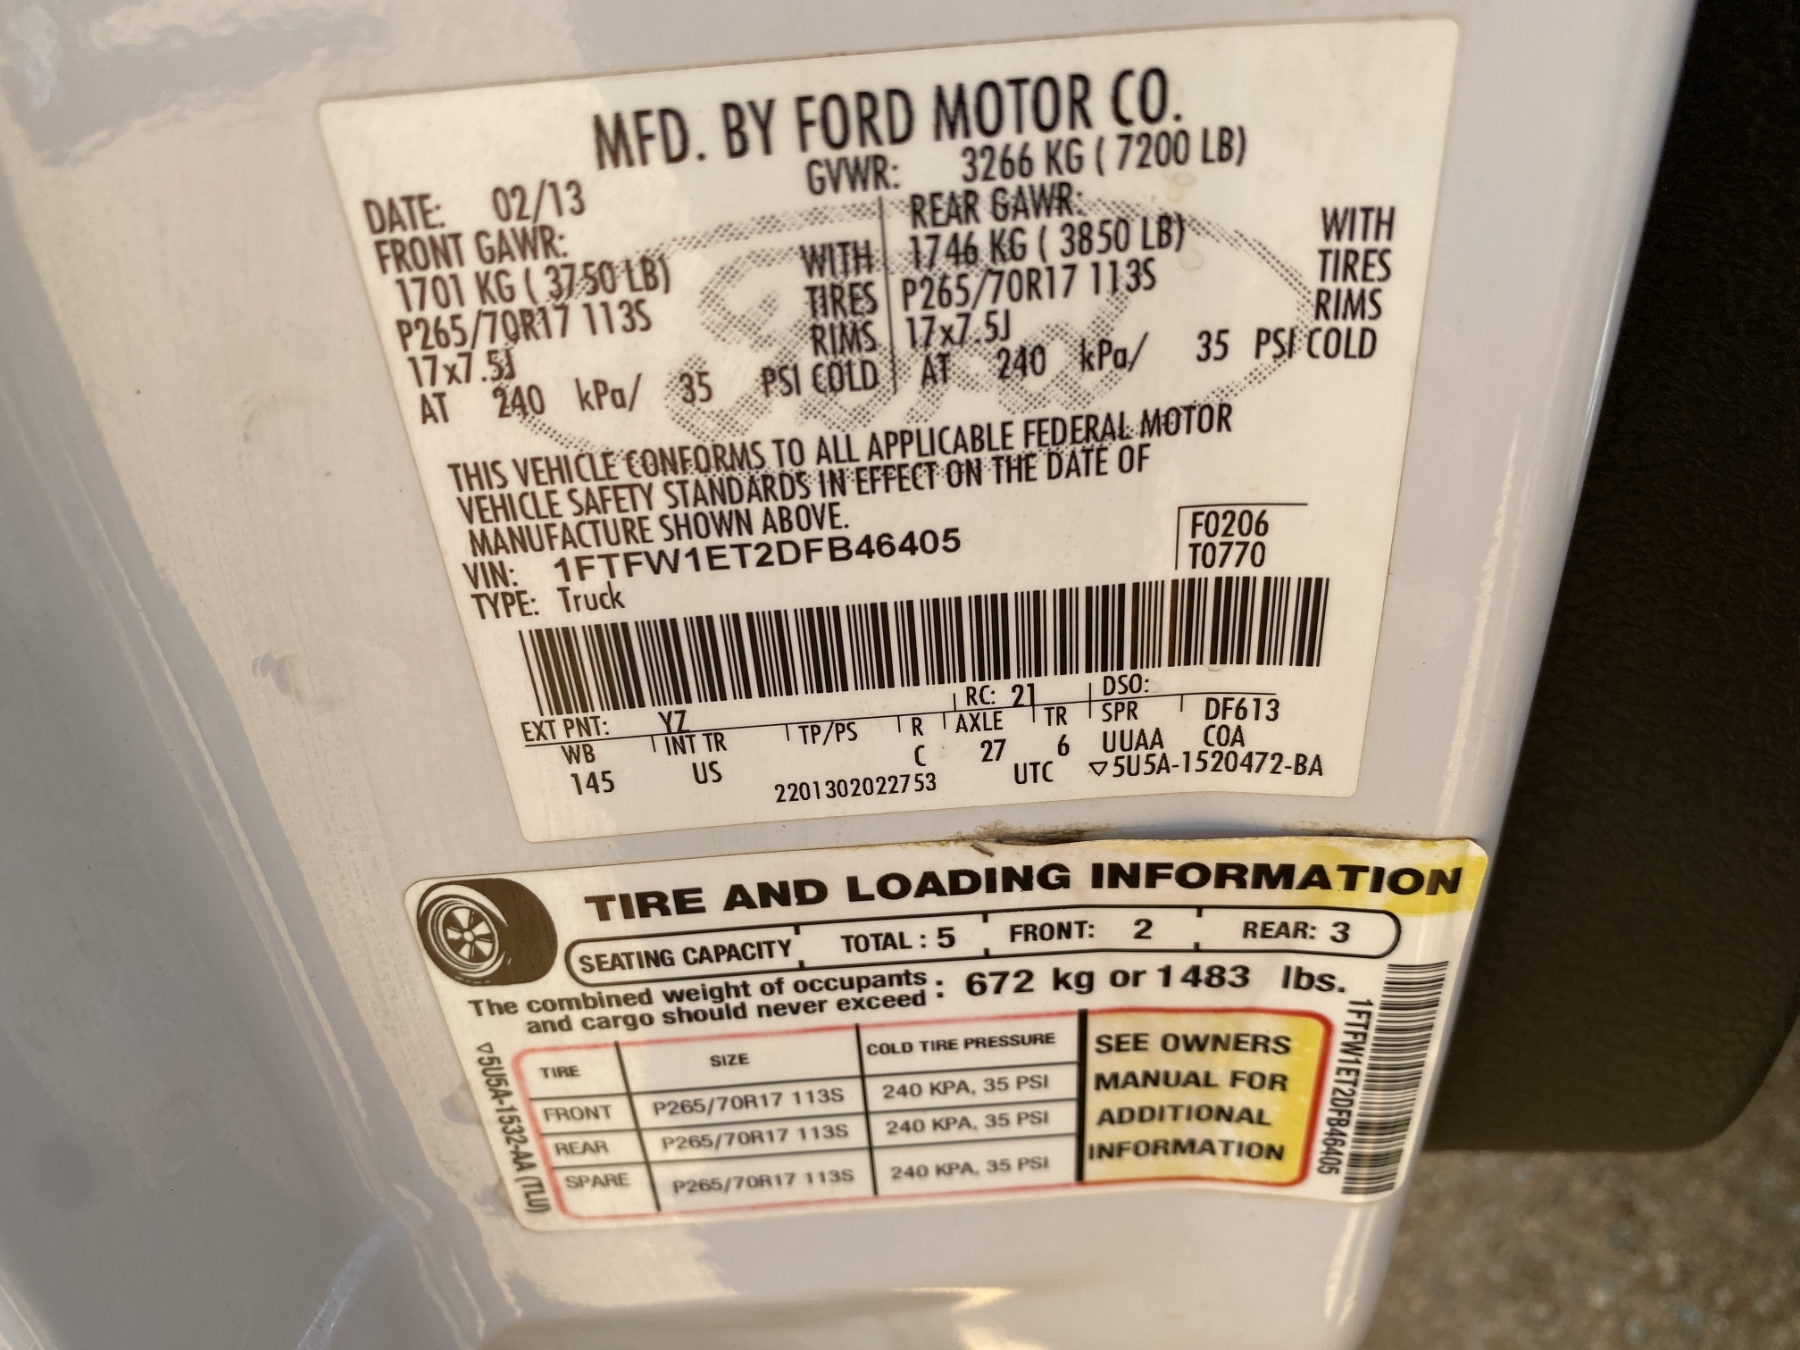 MFD. BY FORD MOTOR CO.
DATE: 02/13 GVWR: 3266 KG ( 7200 LB)
FRONT GAWR: REAR GAWR:
1701 KG ( 3750 LB) WITH 1746 KG ( 3850 LB) WITH
P265/70R17 113S TIRES P265/70R17 113S TIRES
17x7.5J RIMS 17x7.5J RIMS
AT 240 kPa/ 35 PSI COLD AT 240 kPa/ 35 PSI COLD
Ford
THIS VEHICLE CONFORMS TO ALL APPLICABLE FEDERAL MOTOR
VEHICLE SAFETY STANDARDS IN EFFECT ON THE DATE OF
MANUFACTURE SHOWN ABOVE.
VIN: 1FTFW1ET2DFB46405 F0206
TYPE: Truck T0770
EXT PNT: YZ RC: 21 DSO:
WB INT TR TP/PS R AXLE TR SPR DF613
145 US C 27 6 UUAA COA
2201302022753 UTC ▽5U5A-1520472-BA
TIRE AND LOADING INFORMATION
SEATING CAPACITY TOTAL : 5 FRONT: 2 REAR: 3
The combined weight of occupants
and cargo should never exceed : 672 kg or 1483 lbs.
TIRE SIZE COLD TIRE PRESSURE
FRONT P265/70R17 113S 240 KPA, 35 PSI
REAR P265/70R17 113S 240 KPA, 35 PSI
SPARE P265/70R17 113S 240 KPA, 35 PSI
SEE OWNERS
MANUAL FOR
ADDITIONAL
INFORMATION
▽5U5A-1532-AA (TLU)
1FTFW1ET2DFB46405